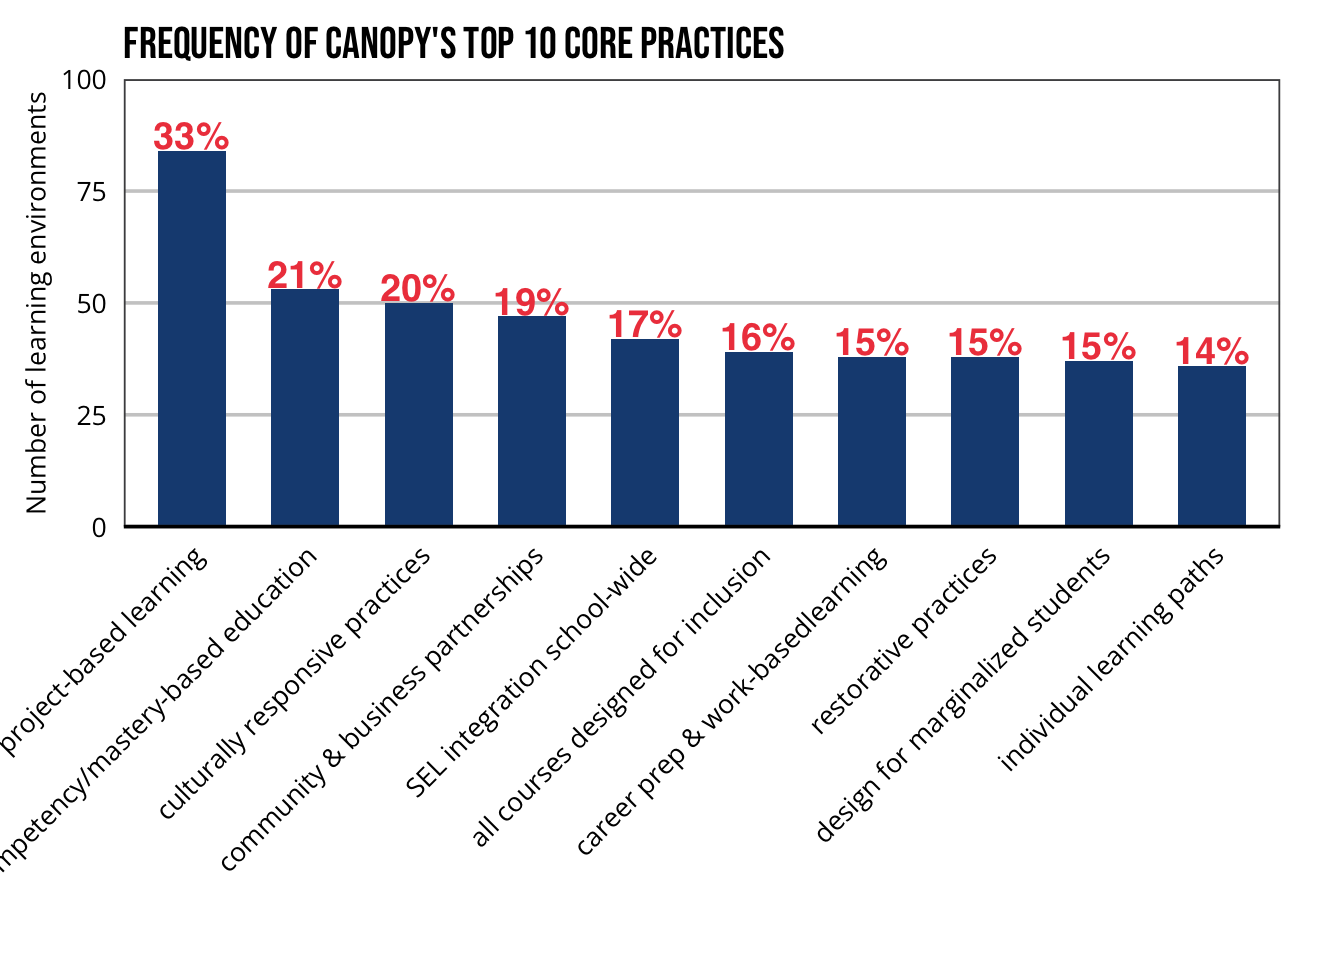 FREQUENCY OF CANOPY'S TOP 10 CORE PRACTICES
Number of learning environments
100
75
50
25
0
33%
21%
20%
19%
17%
16%
15%
15%
15%
14%
project-based learning
mpetency/mastery-based education
culturally responsive practices
community & business partnerships
SEL integration school-wide
all courses designed for inclusion
career prep & work-basedlearning
restorative practices
design for marginalized students
individual learning paths